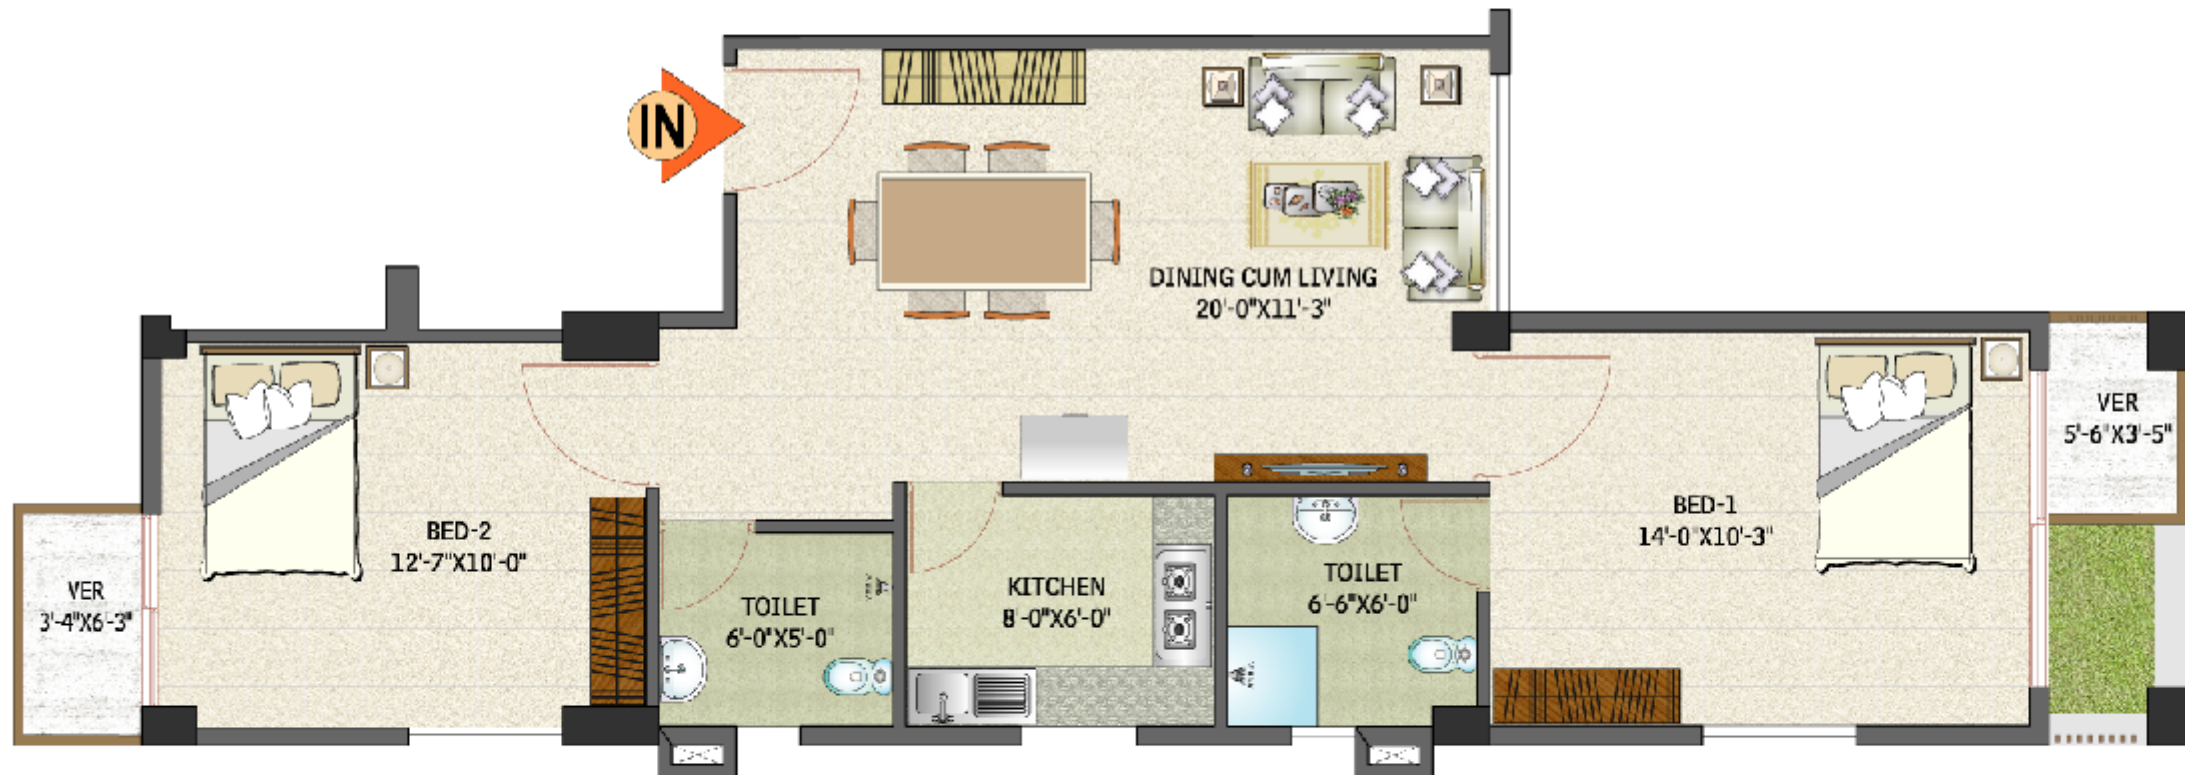 IN
DINING CUM LIVING
20'-0"X11'-3"
VER
5'-6"X3'-5"
BED-2
12'-7"X10'-0"
BED-1
14'-0"X10'-3"
VER
3'-4"X6'-3"
TOILET
6'-0"X5'-0"
KITCHEN
8'-0"X6'-0"
TOILET
6'-6"X6'-0"